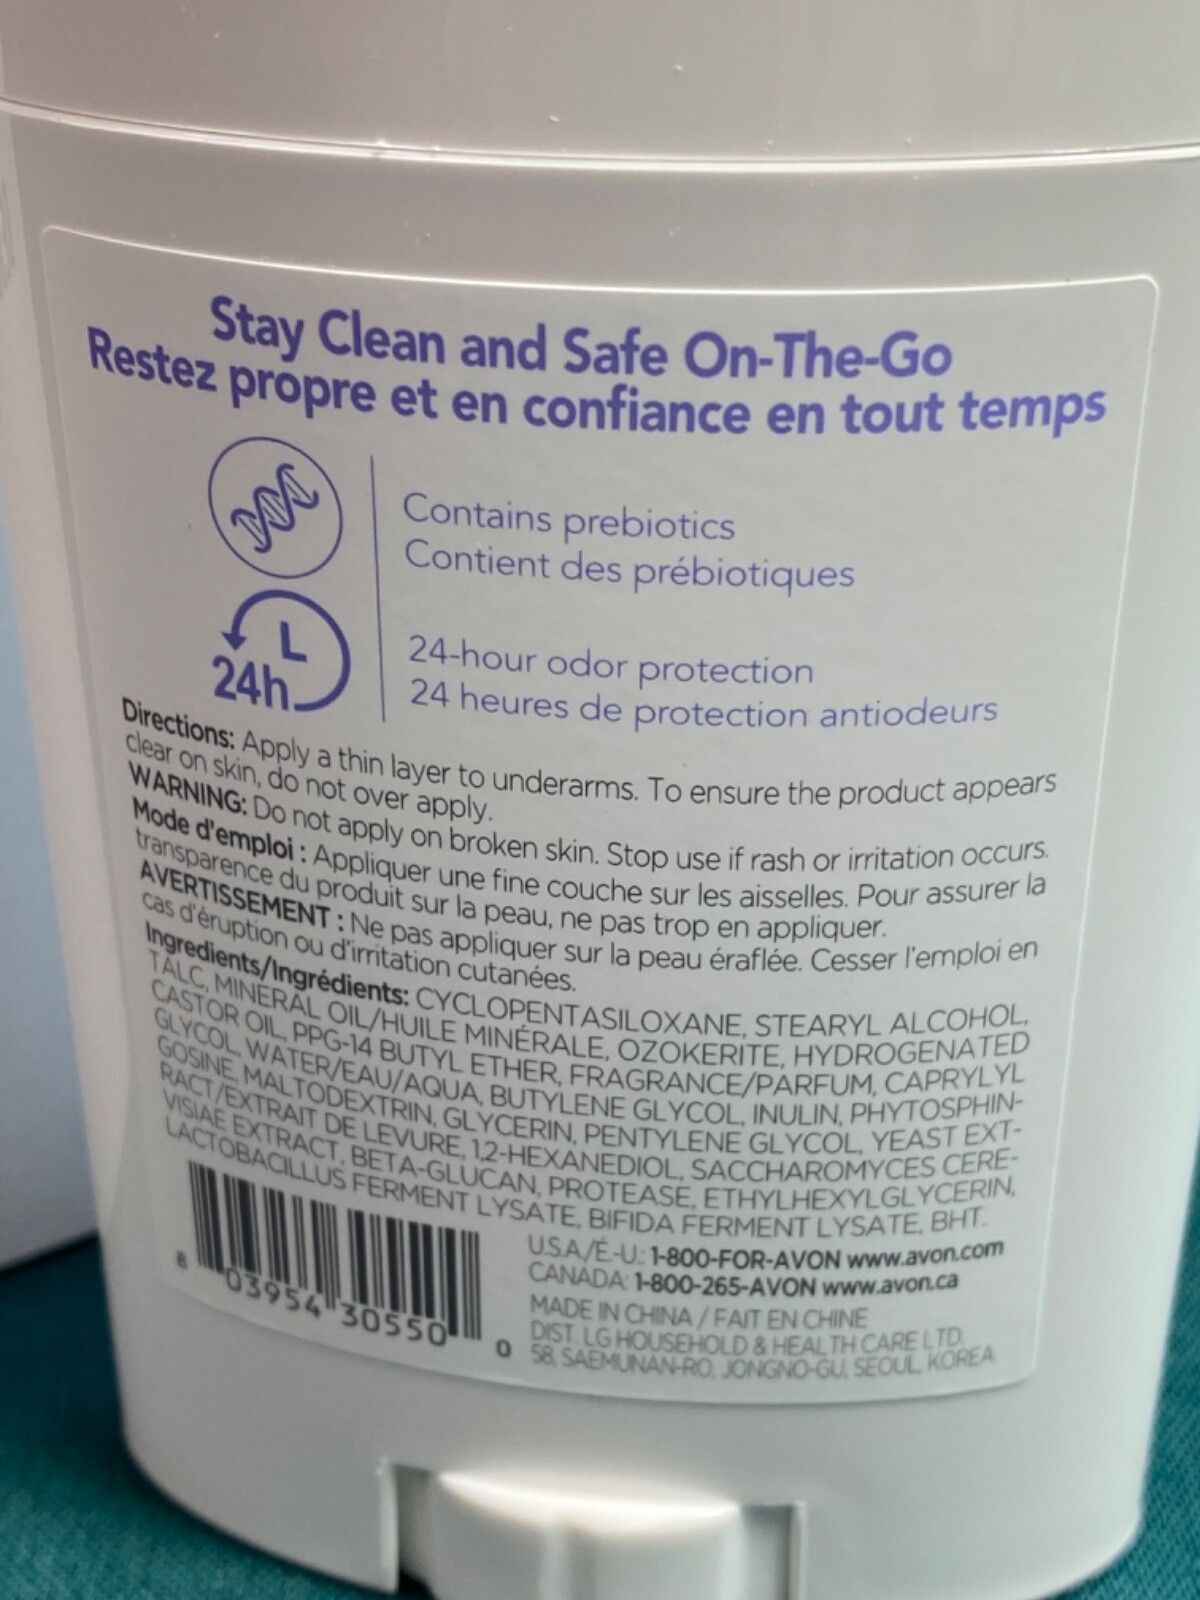 Stay Clean and Safe On-The-Go
Restez propre et en confiance en tout temps
Contains prebiotics
Contient des prébiotiques
24h
24-hour odor protection
24 heures de protection antiodeurs
Directions: Apply a thin layer to underarms. To ensure the product appears
clear on skin, do not over apply.
WARNING: Do not apply on broken skin. Stop use if rash or irritation occurs.
Mode d'emploi : Appliquer une fine couche sur les aisselles. Pour assurer la
transparence du produit sur la peau, ne pas trop en appliquer.
AVERTISSEMENT : Ne pas appliquer sur la peau éraflée. Cesser l'emploi en
cas d'éruption ou d'irritation cutanées.
Ingredients/Ingrédients: CYCLOPENTASILOXANE, STEARYL ALCOHOL,
TALC, MINERAL OIL/HUILE MINÉRALE, OZOKERITE, HYDROGENATED
CASTOR OIL, PPG-14 BUTYL ETHER, FRAGRANCE/PARFUM, CAPRYLYL
GLYCOL, WATER/EAU/AQUA, BUTYLENE GLYCOL, INULIN, PHYTOSPHIN-
GOSINE, MALTODEXTRIN, GLYCERIN, PENTYLENE GLYCOL, YEAST EXT-
RACT/EXTRAIT DE LEVURE, 1,2-HEXANEDIOL, SACCHAROMYCES CERE-
VISIAE EXTRACT, BETA-GLUCAN, PROTEASE, ETHYLHEXYLGLYCERIN,
LACTOBACILLUS FERMENT LYSATE, BIFIDA FERMENT LYSATE, BHT.
U.S.A./É.-U.: 1-800-FOR-AVON www.avon.com
CANADA: 1-800-265-AVON www.avon.ca
MADE IN CHINA / FAIT EN CHINE
DIST. LG HOUSEHOLD & HEALTH CARE LTD.
58, SAEMUNAN-RO, JONGNO-GU, SEOUL, KOREA
8 03954 30550 0